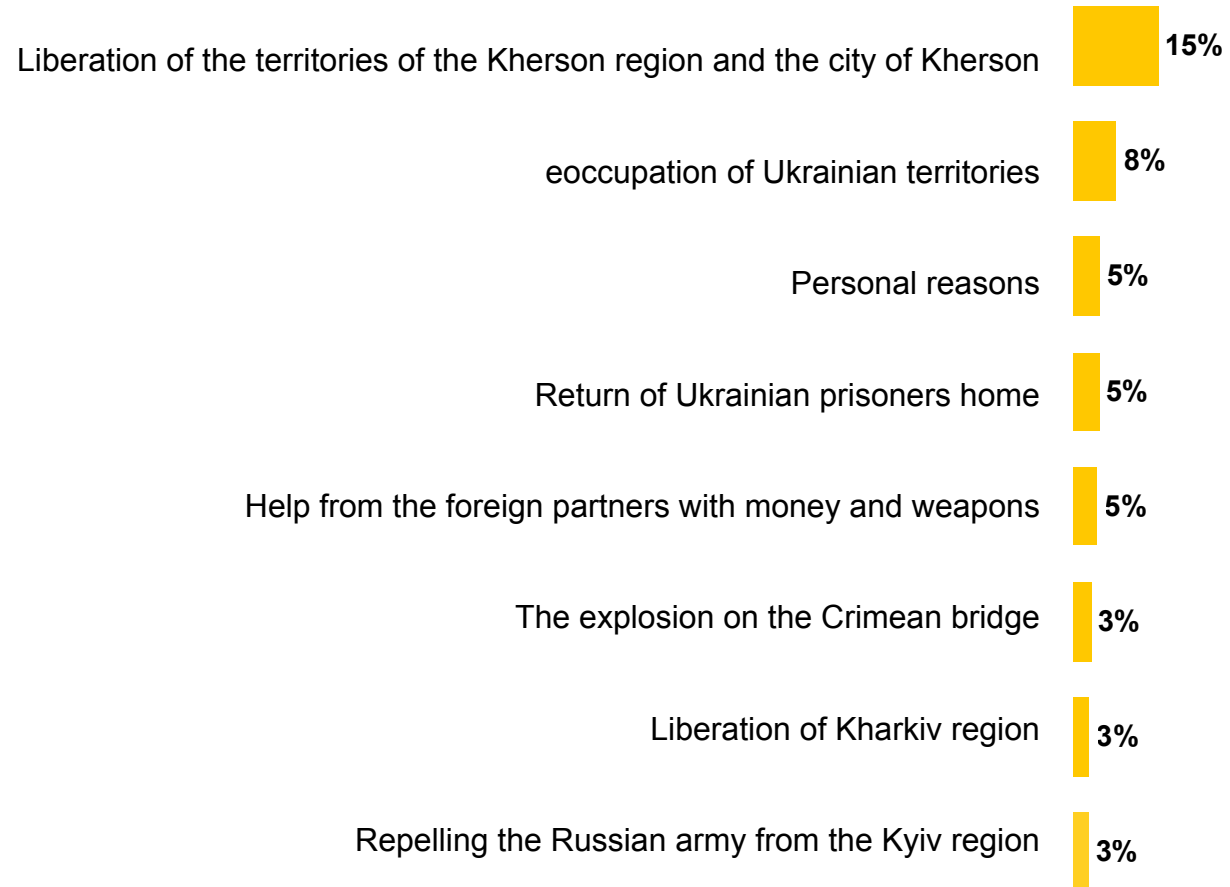 Liberation of the territories of the Kherson region and the city of Kherson 15%
eoccupation of Ukrainian territories 8%
Personal reasons 5%
Return of Ukrainian prisoners home 5%
Help from the foreign partners with money and weapons 5%
The explosion on the Crimean bridge 3%
Liberation of Kharkiv region 3%
Repelling the Russian army from the Kyiv region 3%